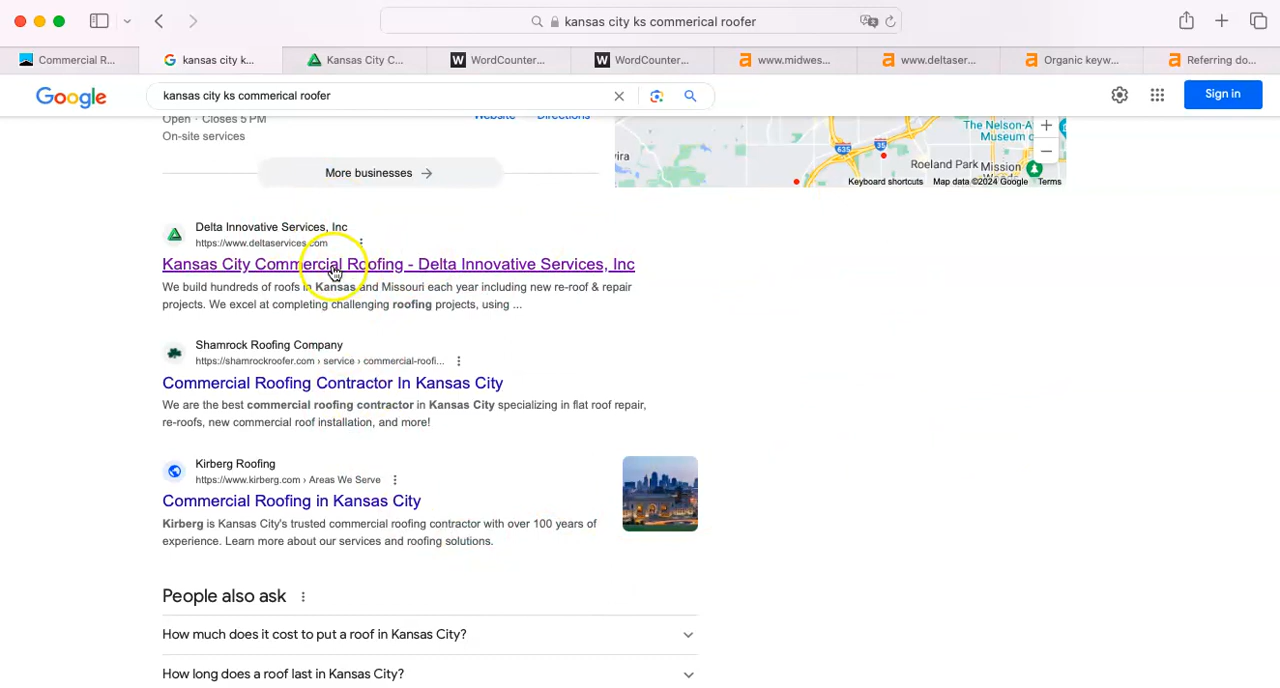 kansas city ks commerical roofer
Commercial R...
kansas city k...
Kansas City C...
WordCounter...
WordCounter...
www.midwes...
www.deltaser...
Organic keyw...
Referring do...
Google
kansas city ks commerical roofer
Sign in
Open · Closes 5 PM
Website
Directions
On-site services
More businesses
The Nelson-A
Museum
635
35
Roeland Park
Mission
Keyboard shortcuts
Map data ©2024 Google
Terms
Delta Innovative Services, Inc
https://www.deltaservices.com
Kansas City Commercial Roofing - Delta Innovative Services, Inc
We build hundreds of roofs in Kansas and Missouri each year including new re-roof & repair
projects. We excel at completing challenging roofing projects, using ...
Shamrock Roofing Company
https://shamrockroofer.com › service › commercial-roofi...
Commercial Roofing Contractor In Kansas City
We are the best commercial roofing contractor in Kansas City specializing in flat roof repair,
re-roofs, new commercial roof installation, and more!
Kirberg Roofing
https://www.kirberg.com › Areas We Serve
Commercial Roofing in Kansas City
Kirberg is Kansas City's trusted commercial roofing contractor with over 100 years of
experience. Learn more about our services and roofing solutions.
People also ask
How much does it cost to put a roof in Kansas City?
How long does a roof last in Kansas City?